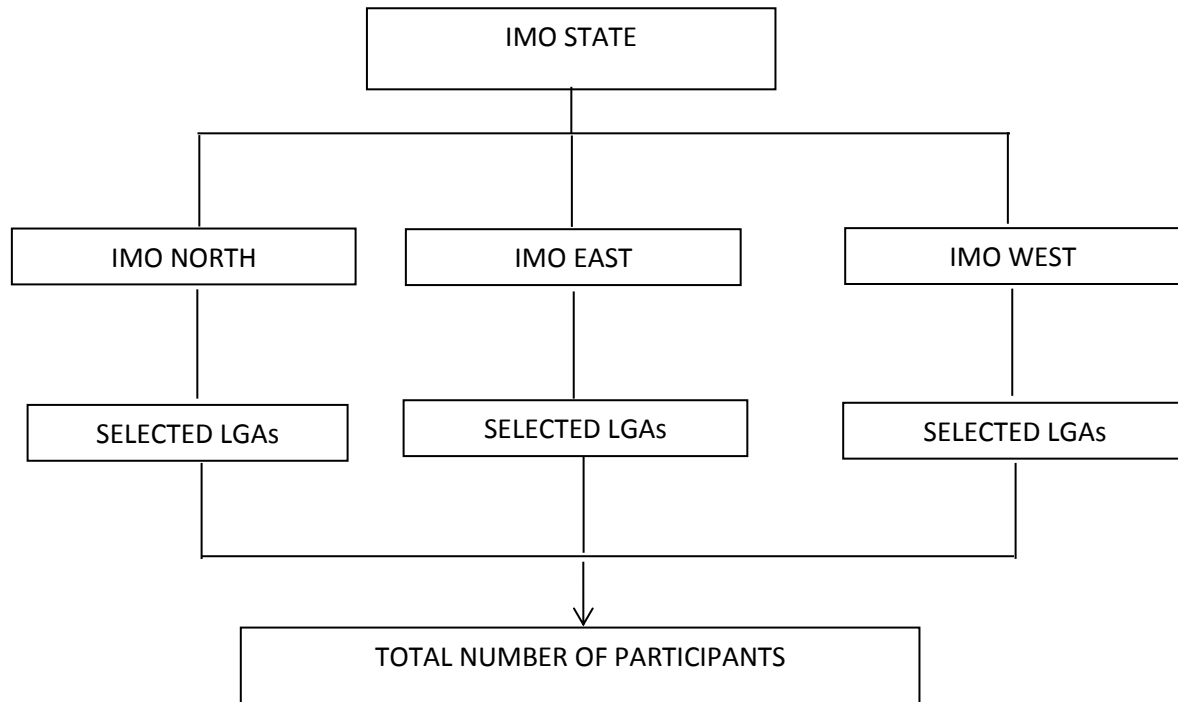 IMO STATE
IMO NORTH
IMO EAST
IMO WEST
SELECTED LGAs
SELECTED LGAs
SELECTED LGAs
TOTAL NUMBER OF PARTICIPANTS